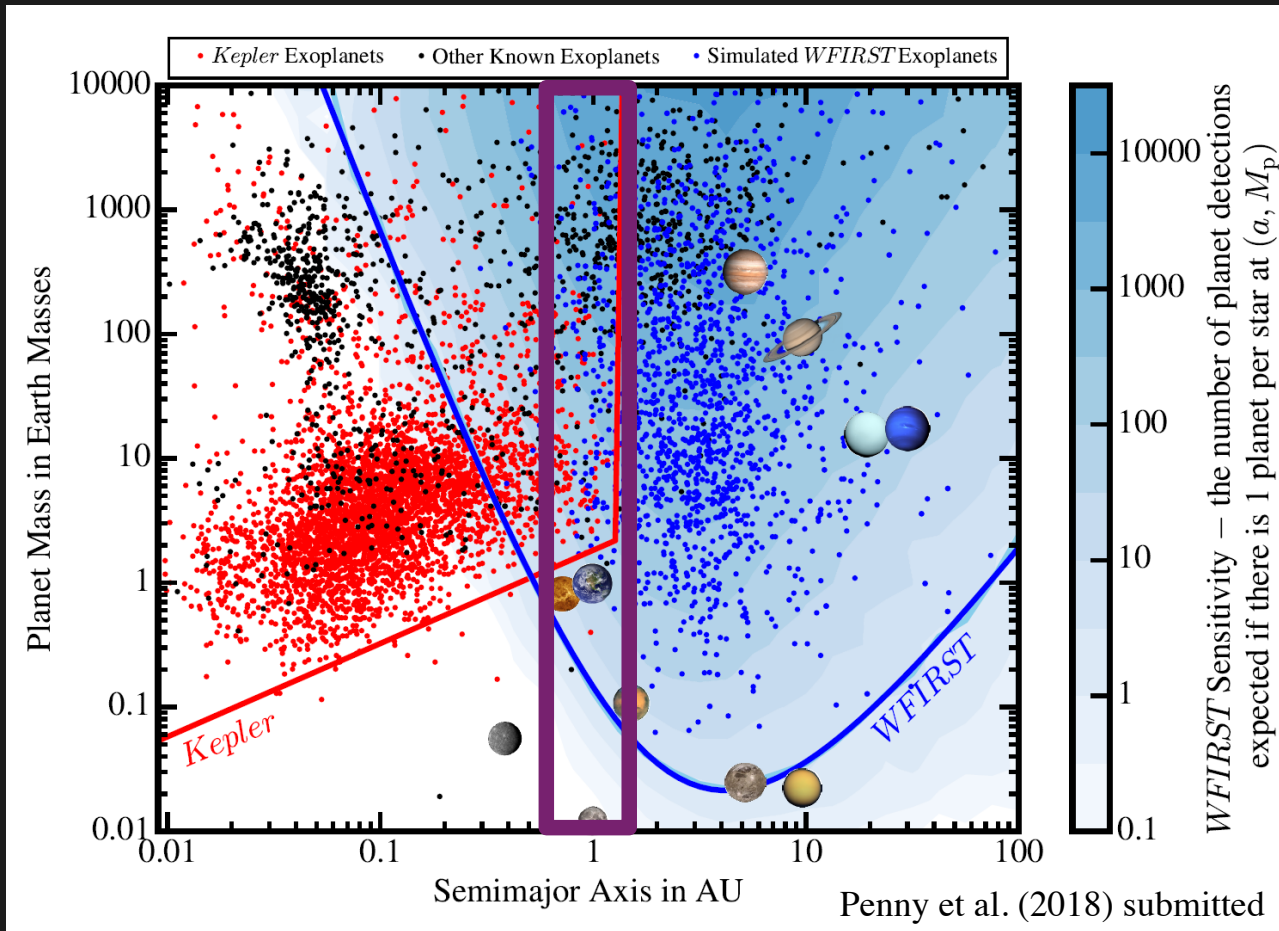 Kepler Exoplanets
Other Known Exoplanets
Simulated WFIRST Exoplanets
10000
1000
100
10
1
0.1
0.01
Planet Mass in Earth Masses
0.01
0.1
1
10
100
Semimajor Axis in AU
Kepler
WFIRST
10000
1000
100
10
1
0.1
WFIRST Sensitivity – the number of planet detections
expected if there is 1 planet per star at (a, Mp)
Penny et al. (2018) submitted